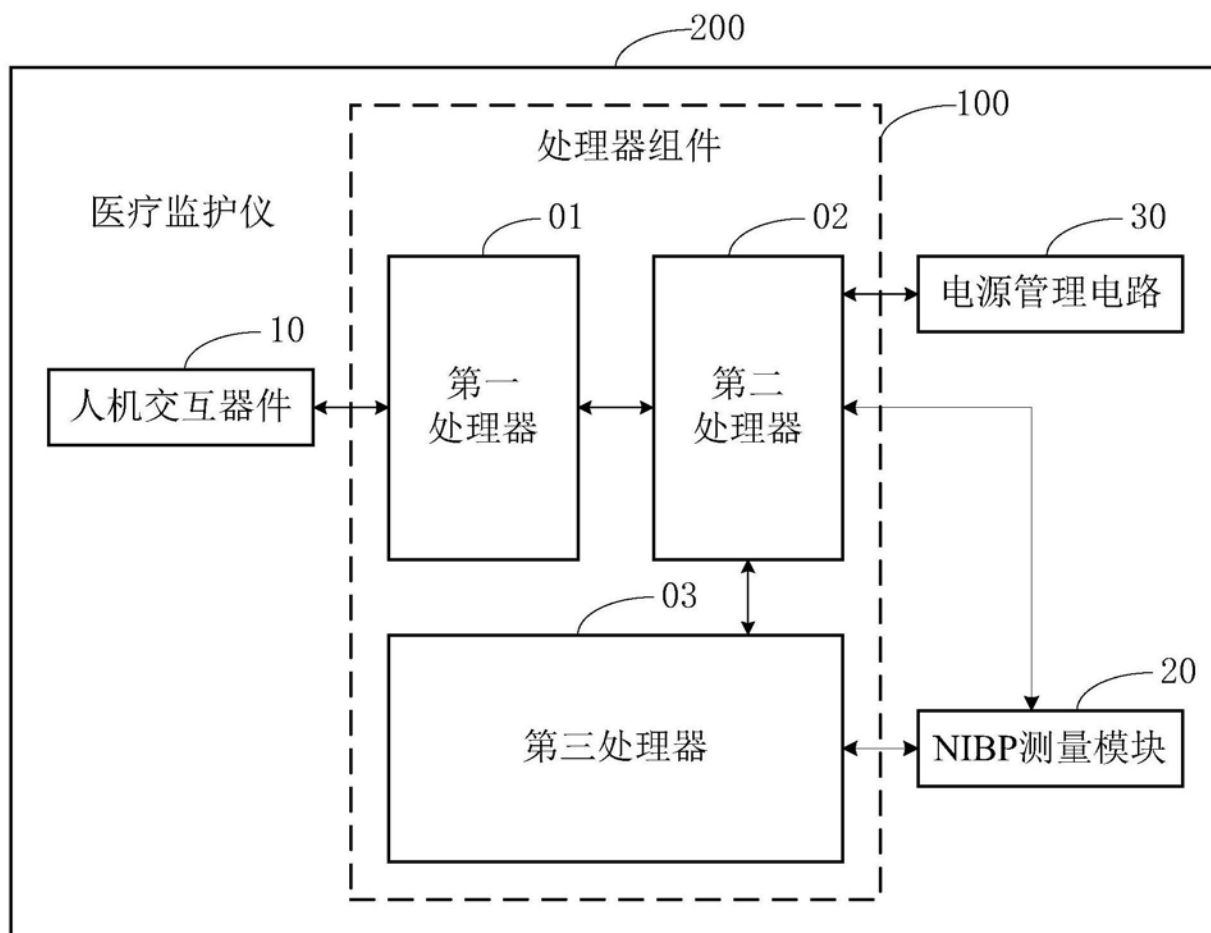 200
100
处理器组件
医疗监护仪
01
02
30
电源管理电路
10
人机交互器件
第一
处理器
第二
处理器
03
第三处理器
20
NIBP测量模块